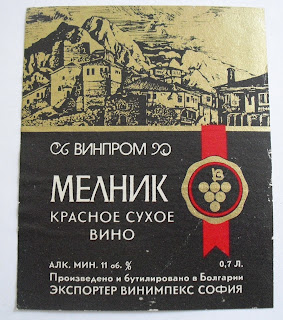 ВИНПРОМ
МЕЛНИК
КРАСНОЕ СУХОЕ
ВИНО
АЛК. МИН. 11 об. %
0,7 Л.
Произведено и бутилировано в Болгарии
ЭКСПОРТЕР ВИНИМПЕКС СОФИЯ